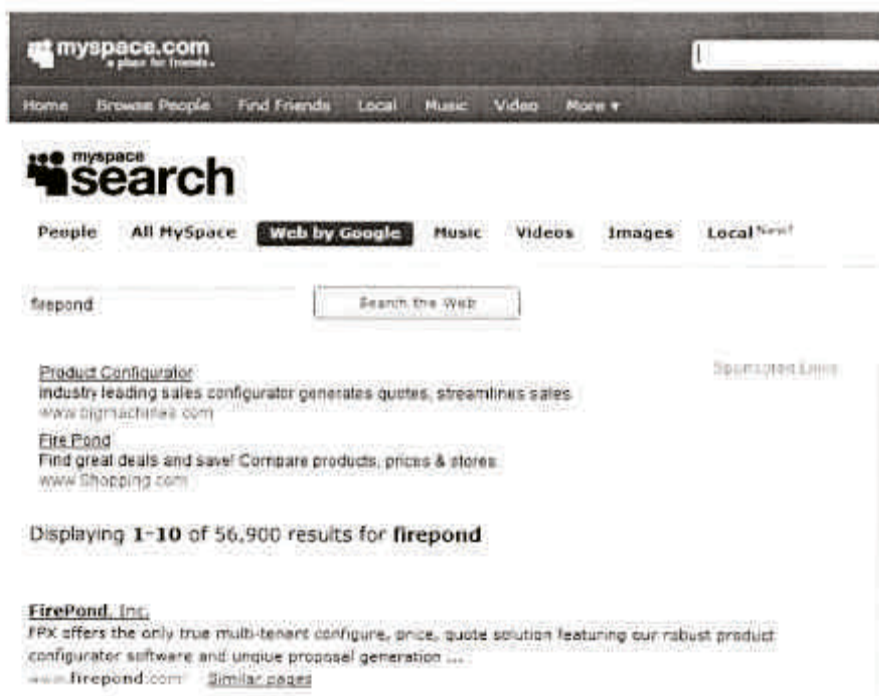 myspace.com
a place for friends.
Home Browse People Find Friends Local Music Video More ▾
myspace
search
People All MySpace Web by Google Music Videos Images Local New!
firepond Search the Web
Sponsored Links
Product Configurator
Industry leading sales configurator generates quotes, streamlines sales
www.bigmachines.com
Fire Pond
Find great deals and save! Compare products, prices & stores
www.Shopping.com
Displaying 1-10 of 56,900 results for firepond
FirePond, Inc.
FPX offers the only true multi-tenant configure, price, quote solution featuring our robust product
configurator software and unqiue proposal generation ...
www.firepond.com Similar pages